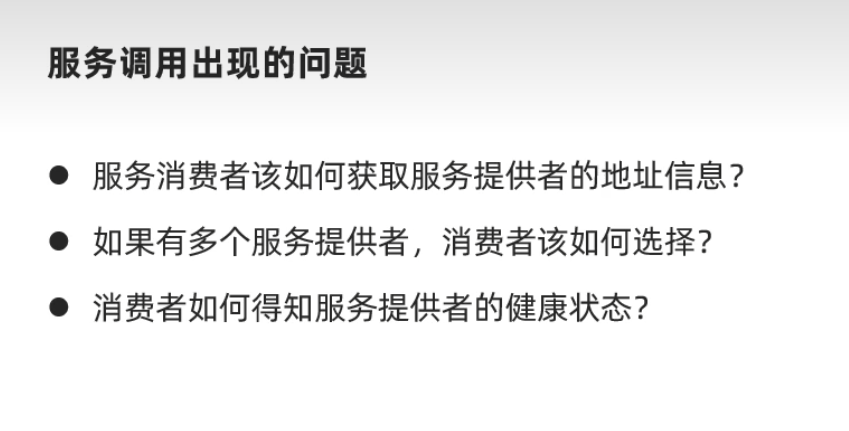 服务调用出现的问题
● 服务消费者该如何获取服务提供者的地址信息？
● 如果有多个服务提供者，消费者该如何选择？
● 消费者如何得知服务提供者的健康状态？